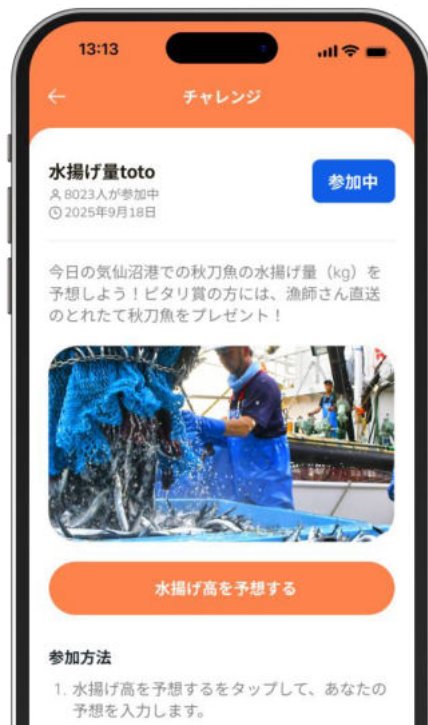 13:13
チャレンジ
水揚げ量toto
参加中
8023人が参加中
2025年9月18日
今日の気仙沼港での秋刀魚の水揚げ量（kg）を
予想しよう！ピタリ賞の方には、漁師さん直送
のとれたて秋刀魚をプレゼント！
水揚げ高を予想する
参加方法
1. 水揚げ高を予想するをタップして、あなたの
予想を入力します。